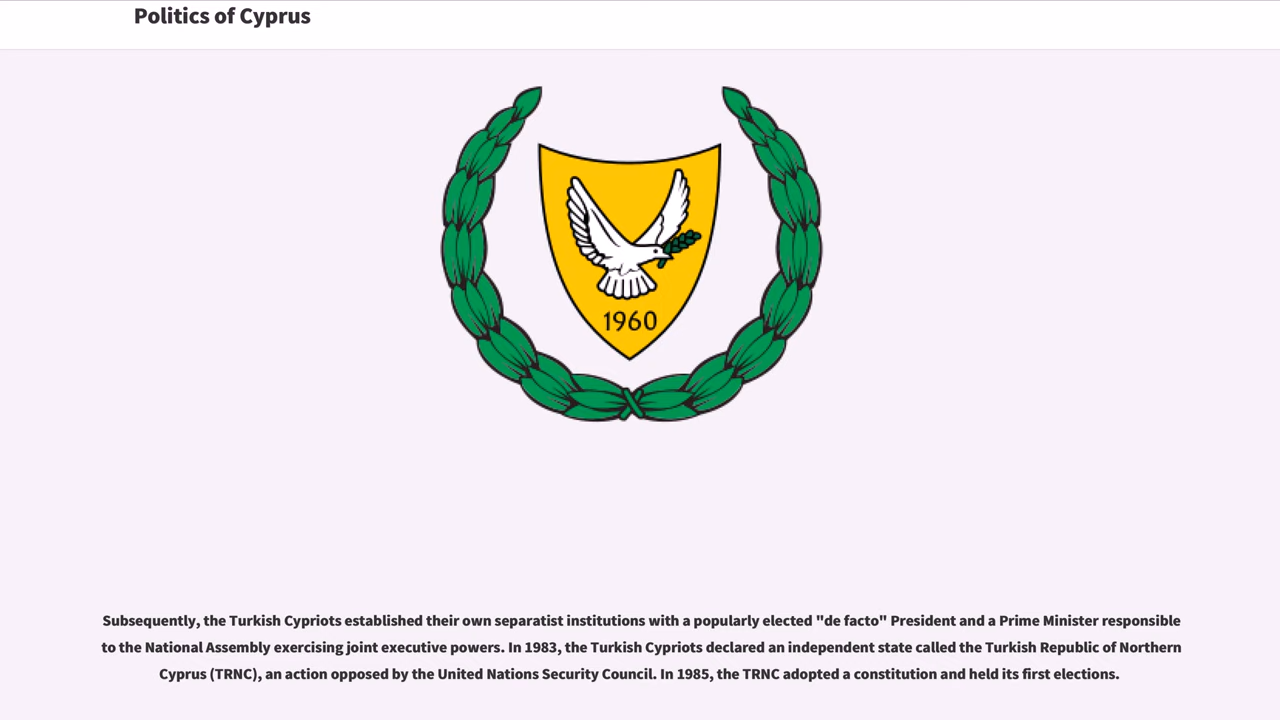 Politics of Cyprus
1960
Subsequently, the Turkish Cypriots established their own separatist institutions with a popularly elected "de facto" President and a Prime Minister responsible
to the National Assembly exercising joint executive powers. In 1983, the Turkish Cypriots declared an independent state called the Turkish Republic of Northern
Cyprus (TRNC), an action opposed by the United Nations Security Council. In 1985, the TRNC adopted a constitution and held its first elections.